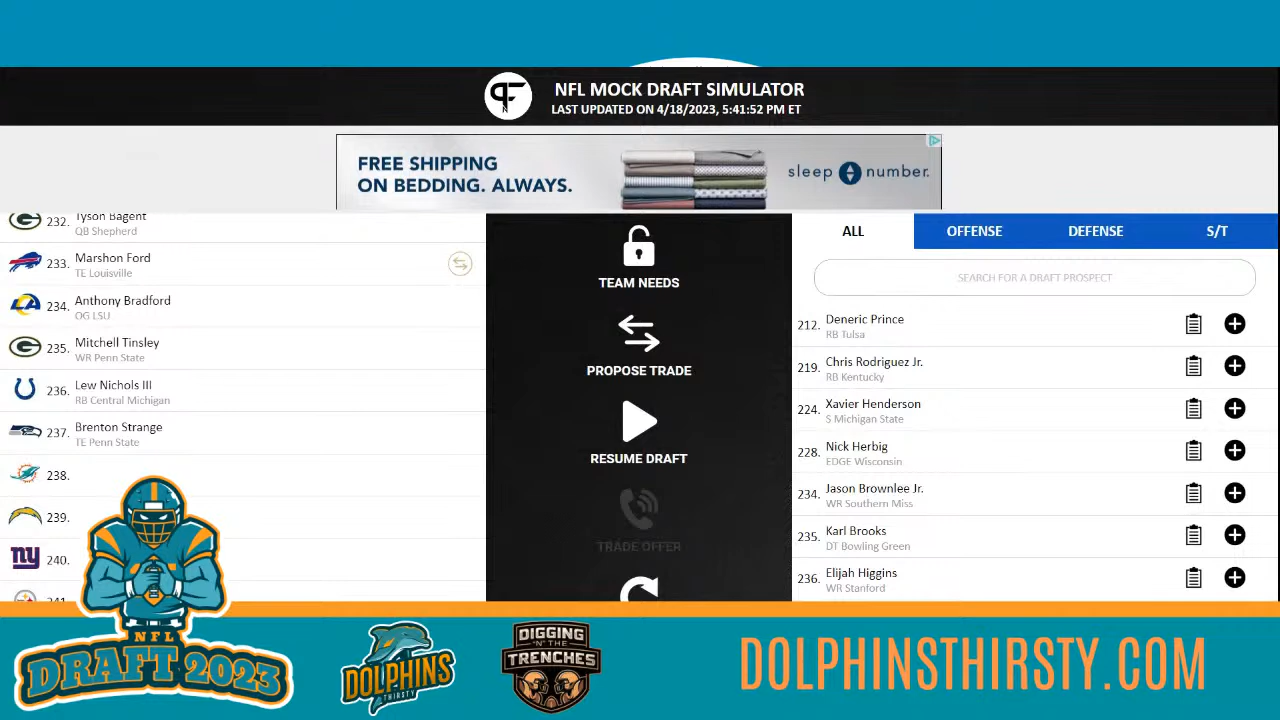 PF
NFL MOCK DRAFT SIMULATOR
LAST UPDATED ON 4/18/2023, 5:41:52 PM ET
FREE SHIPPING
ON BEDDING. ALWAYS.
sleep number.
232. Tyson Bagent
QB Shepherd
233. Marshon Ford
TE Louisville
234. Anthony Bradford
OG LSU
235. Mitchell Tinsley
WR Penn State
236. Lew Nichols III
RB Central Michigan
237. Brenton Strange
TE Penn State
238.
239.
ny 240.
241.
TEAM NEEDS
PROPOSE TRADE
RESUME DRAFT
TRADE OFFER
ALL OFFENSE DEFENSE S/T
SEARCH FOR A DRAFT PROSPECT
212. Deneric Prince
RB Tulsa
219. Chris Rodriguez Jr.
RB Kentucky
224. Xavier Henderson
S Michigan State
228. Nick Herbig
EDGE Wisconsin
234. Jason Brownlee Jr.
WR Southern Miss
235. Karl Brooks
DT Bowling Green
236. Elijah Higgins
WR Stanford
NFL
DRAFT 2023
DOLPHINS
THIRSTY
DIGGING
"N" THE
TRENCHES
DOLPHINSTHIRSTY.COM